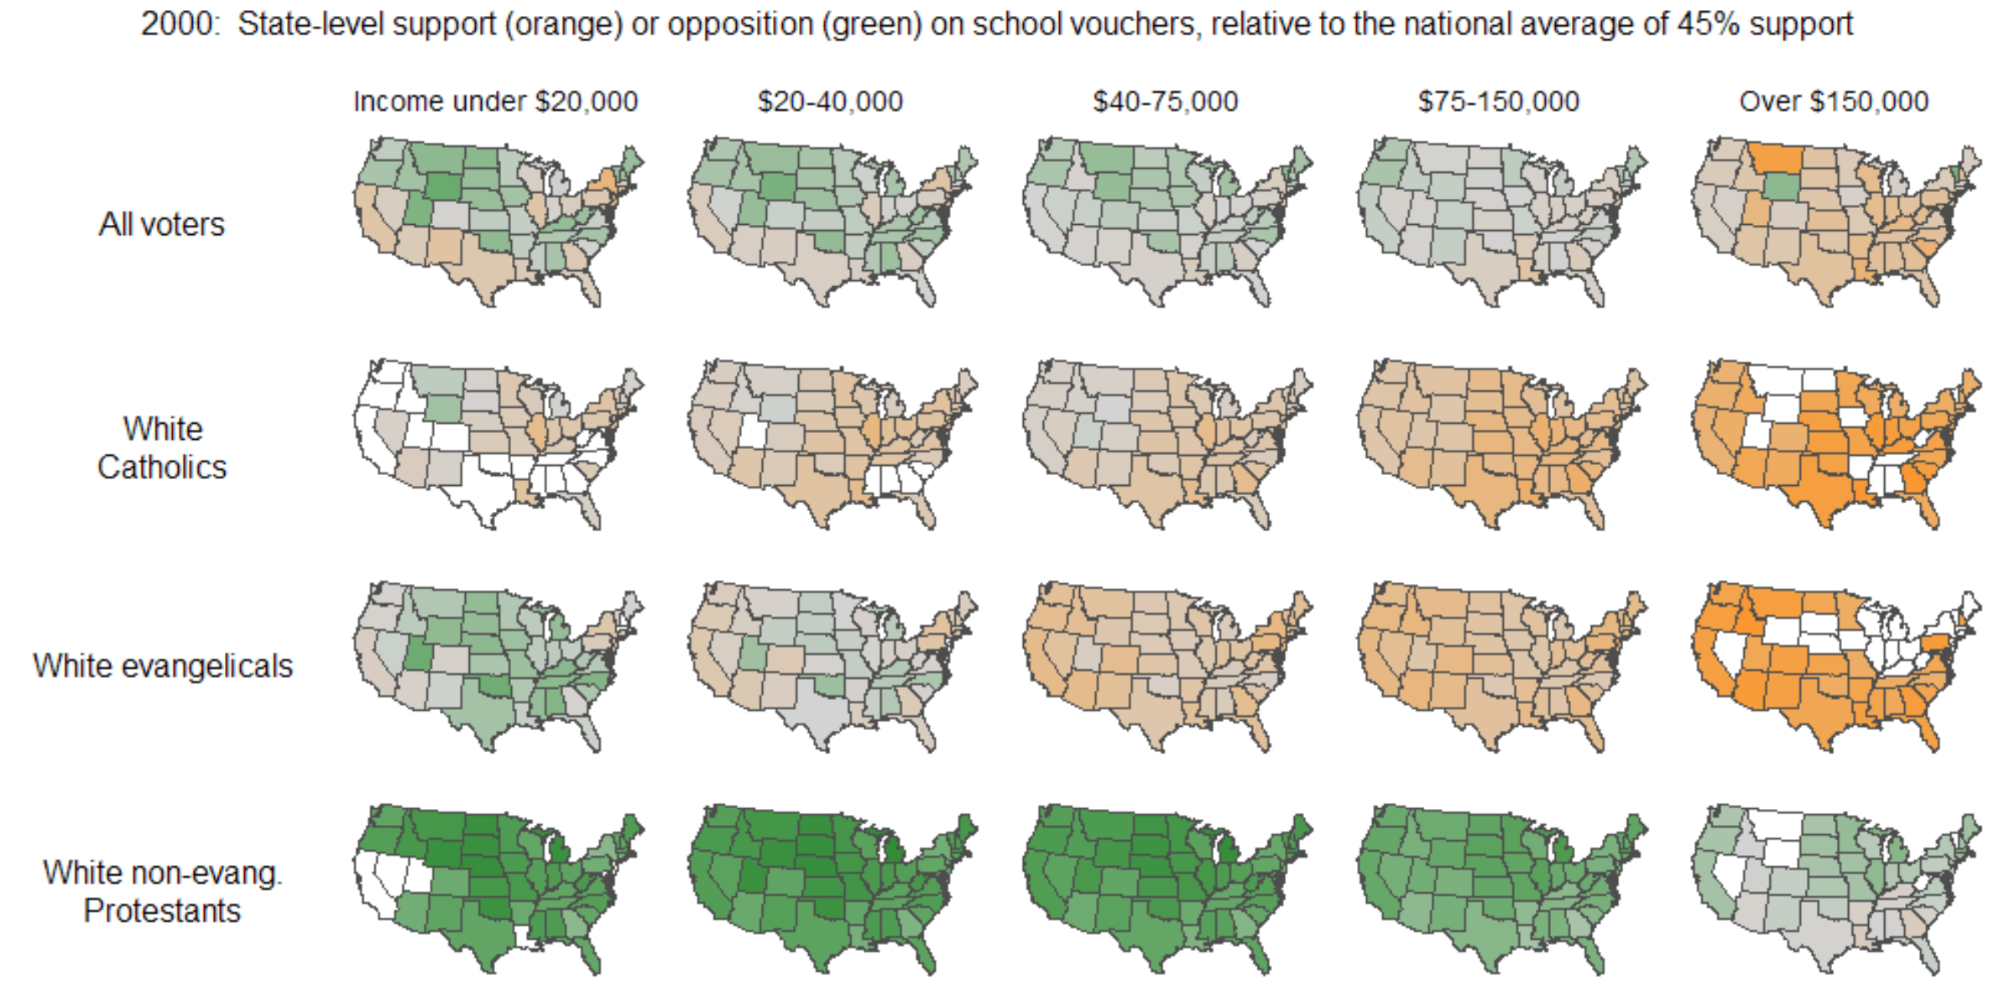 2000:  State-level support (orange) or opposition (green) on school vouchers, relative to the national average of 45% support
Income under $20,000
$20-40,000
$40-75,000
$75-150,000
Over $150,000
All voters
White
Catholics
White evangelicals
White non-evang.
Protestants